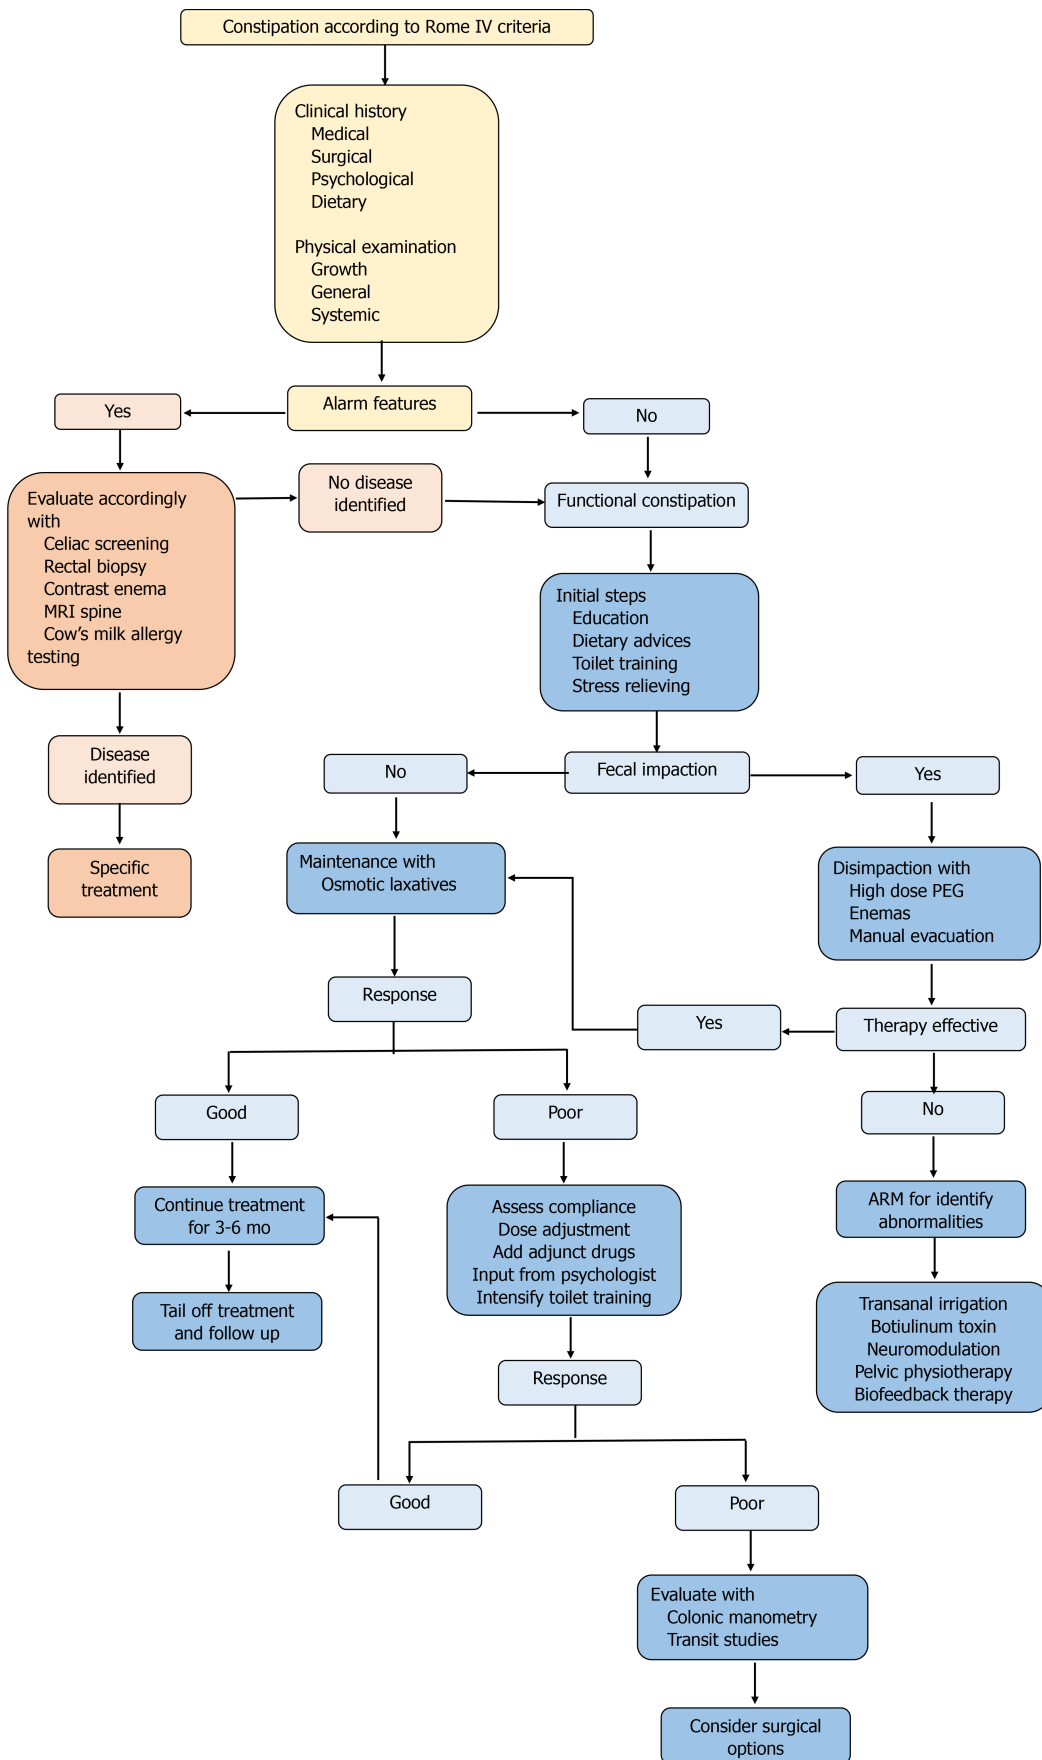 Constipation according to Rome IV criteria
Clinical history
Medical
Surgical
Psychological
Dietary
Physical examination
Growth
General
Systemic
Yes
Alarm features
No
Evaluate accordingly
with
Celiac screening
Rectal biopsy
Contrast enema
MRI spine
Cow's milk allergy
testing
No disease
identified
Functional constipation
Initial steps
Education
Dietary advices
Toilet training
Stress relieving
Disease
identified
No
Fecal impaction
Yes
Specific
treatment
Maintenance with
Osmotic laxatives
Disimpaction with
High dose PEG
Enemas
Manual evacuation
Response
Yes
Therapy effective
Good
Poor
No
Continue treatment
for 3-6 mo
Assess compliance
Dose adjustment
Add adjunct drugs
Input from psychologist
Intensify toilet training
ARM for identify
abnormalities
Tail off treatment
and follow up
Transanal irrigation
Botiulinum toxin
Neuromodulation
Pelvic physiotherapy
Biofeedback therapy
Response
Good
Poor
Evaluate with
Colonic manometry
Transit studies
Consider surgical
options